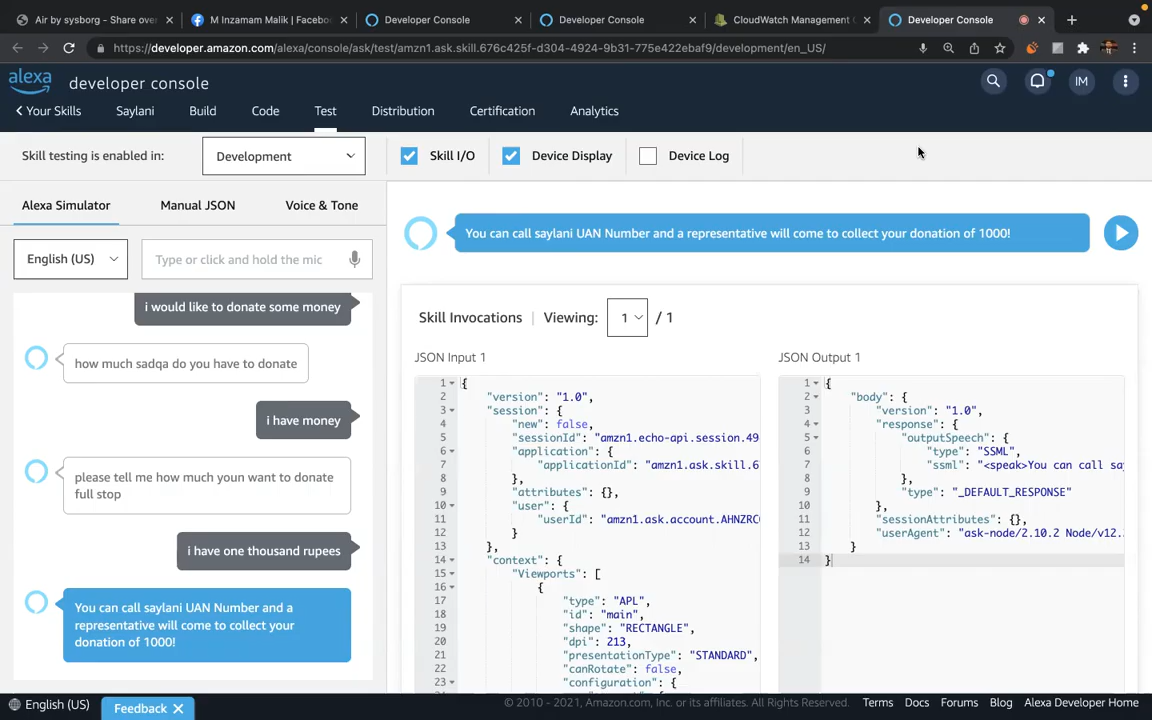 Air by sysborg - Share over
M Inzamam Malik | Facebo
Developer Console
Developer Console
CloudWatch Management C
Developer Console
https://developer.amazon.com/alexa/console/ask/test/amzn1.ask.skill.676c425f-d304-4924-9b31-775e422ebaf9/development/en_US/
alexa developer console
IM
Your Skills
Saylani
Build
Code
Test
Distribution
Certification
Analytics
Skill testing is enabled in:
Development
Skill I/O
Device Display
Device Log
Alexa Simulator
Manual JSON
Voice & Tone
English (US)
Type or click and hold the mic
i would like to donate some money
how much sadqa do you have to donate
i have money
please tell me how much youn want to donate
full stop
i have one thousand rupees
You can call saylani UAN Number and a
representative will come to collect your
donation of 1000!
You can call saylani UAN Number and a representative will come to collect your donation of 1000!
Skill Invocations | Viewing: 1 / 1
JSON Input 1
1 {
2 "version": "1.0",
3 "session": {
4 "new": false,
5 "sessionId": "amzn1.echo-api.session.49
6 "application": {
7 "applicationId": "amzn1.ask.skill.6
8 },
9 "attributes": {},
10 "user": {
11 "userId": "amzn1.ask.account.AHNZRC
12 }
13 },
14 "context": {
15 "Viewports": [
16 {
17 "type": "APL",
18 "id": "main",
19 "shape": "RECTANGLE",
20 "dpi": 213,
21 "presentationType": "STANDARD",
22 "canRotate": false,
23 "configuration": {
JSON Output 1
1 {
2 "body": {
3 "version": "1.0",
4 "response": {
5 "outputSpeech": {
6 "type": "SSML",
7 "ssml": "<speak>You can call say
8 },
9 "type": "_DEFAULT_RESPONSE"
10 },
11 "sessionAttributes": {},
12 "userAgent": "ask-node/2.10.2 Node/v12.
13 }
14 }
English (US)
Feedback
© 2010 - 2021, Amazon.com, Inc. or its affiliates. All Rights Reserved.
Terms
Docs
Forums
Blog
Alexa Developer Home